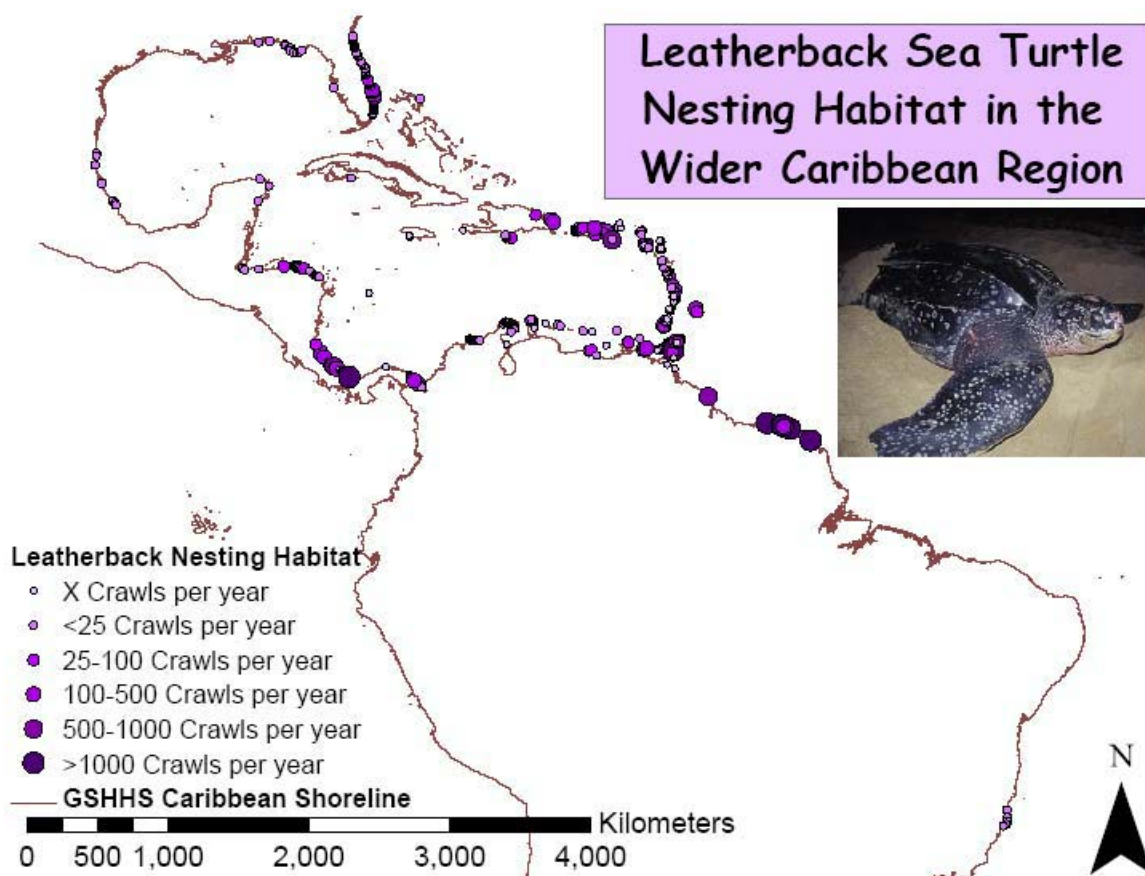 Leatherback Sea Turtle
Nesting Habitat in the
Wider Caribbean Region
Leatherback Nesting Habitat
X Crawls per year
<25 Crawls per year
25-100 Crawls per year
100-500 Crawls per year
500-1000 Crawls per year
>1000 Crawls per year
GSHHS Caribbean Shoreline
Kilometers
0 500 1,000 2,000 3,000 4,000
N